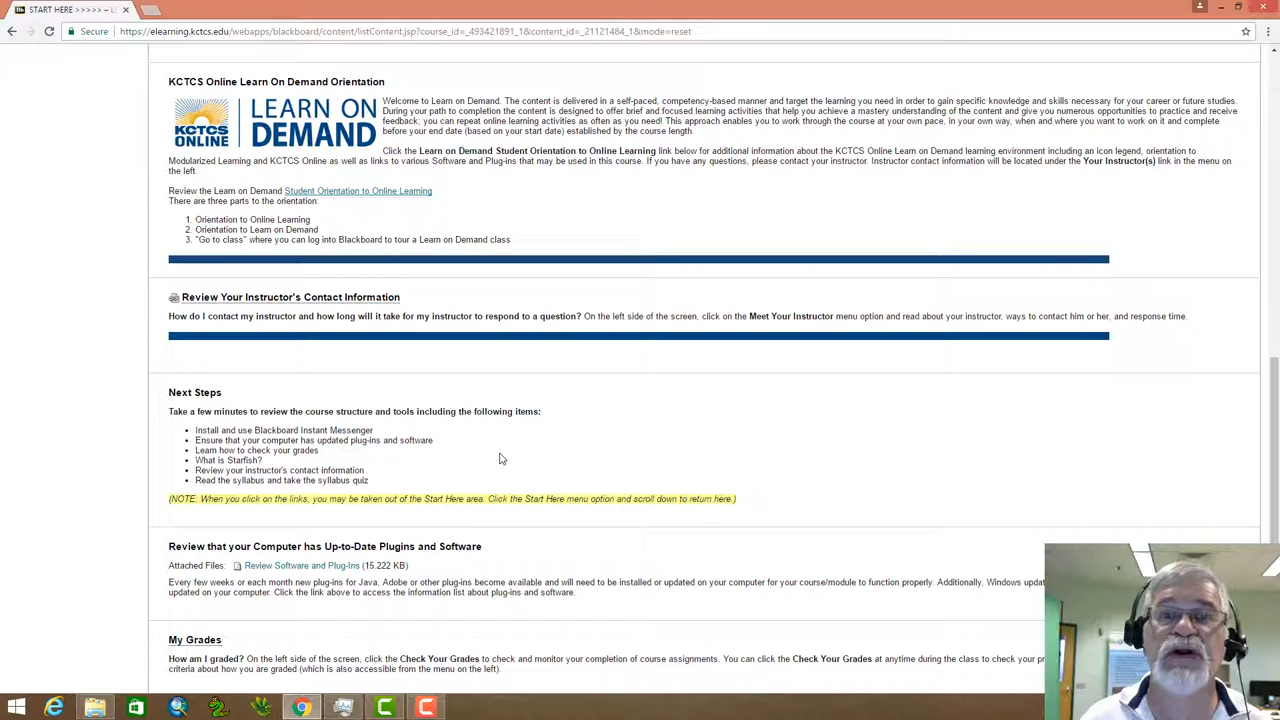 START HERE >>>>> – L
Secure
https://elearning.kctcs.edu/webapps/blackboard/content/listContent.jsp?course_id=_493421891_1&content_id=_21121484_1&mode=reset
KCTCS Online Learn On Demand Orientation
KCTCS
ONLINE
LEARN ON
DEMAND
Welcome to Learn on Demand. The content is delivered in a self-paced, competency-based manner and target the learning you need in order to gain specific knowledge and skills necessary for your career or future studies.
During your path to completion the content is designed to offer brief and focused learning activities that help you achieve a mastery understanding of the content and give you numerous opportunities to practice and receive
feedback; you can repeat online learning activities as often as you need! This approach enables you to work through the course at your own pace, in your own way, when and where you want to work on it and complete
before your end date (based on your start date) established by the course length.
Click the Learn on Demand Student Orientation to Online Learning link below for additional information about the KCTCS Online Learn on Demand learning environment including an icon legend, orientation to
Modularized Learning and KCTCS Online as well as links to various Software and Plug-ins that may be used in this course. If you have any questions, please contact your instructor. Instructor contact information will be located under the Your Instructor(s) link in the menu on
the left.
Review the Learn on Demand Student Orientation to Online Learning
There are three parts to the orientation:
1. Orientation to Online Learning
2. Orientation to Learn on Demand
3. "Go to class" where you can log into Blackboard to tour a Learn on Demand class
Review Your Instructor's Contact Information
How do I contact my instructor and how long will it take for my instructor to respond to a question? On the left side of the screen, click on the Meet Your Instructor menu option and read about your instructor, ways to contact him or her, and response time.
Next Steps
Take a few minutes to review the course structure and tools including the following items:
• Install and use Blackboard Instant Messenger
• Ensure that your computer has updated plug-ins and software
• Learn how to check your grades
• What is Starfish?
• Review your instructor's contact information
• Read the syllabus and take the syllabus quiz
(NOTE: When you click on the links, you may be taken out of the Start Here area. Click the Start Here menu option and scroll down to return here.)
Review that your Computer has Up-to-Date Plugins and Software
Attached Files: Review Software and Plug-Ins (15.222 KB)
Every few weeks or each month new plug-ins for Java, Adobe or other plug-ins become available and will need to be installed or updated on your computer for your course/module to function properly. Additionally, Windows updat
updated on your computer. Click the link above to access the information list about plug-ins and software.
My Grades
How am I graded? On the left side of the screen, click the Check Your Grades to check and monitor your completion of course assignments. You can click the Check Your Grades at anytime during the class to check your pr
criteria about how you are graded (which is also accessible from the menu on the left).